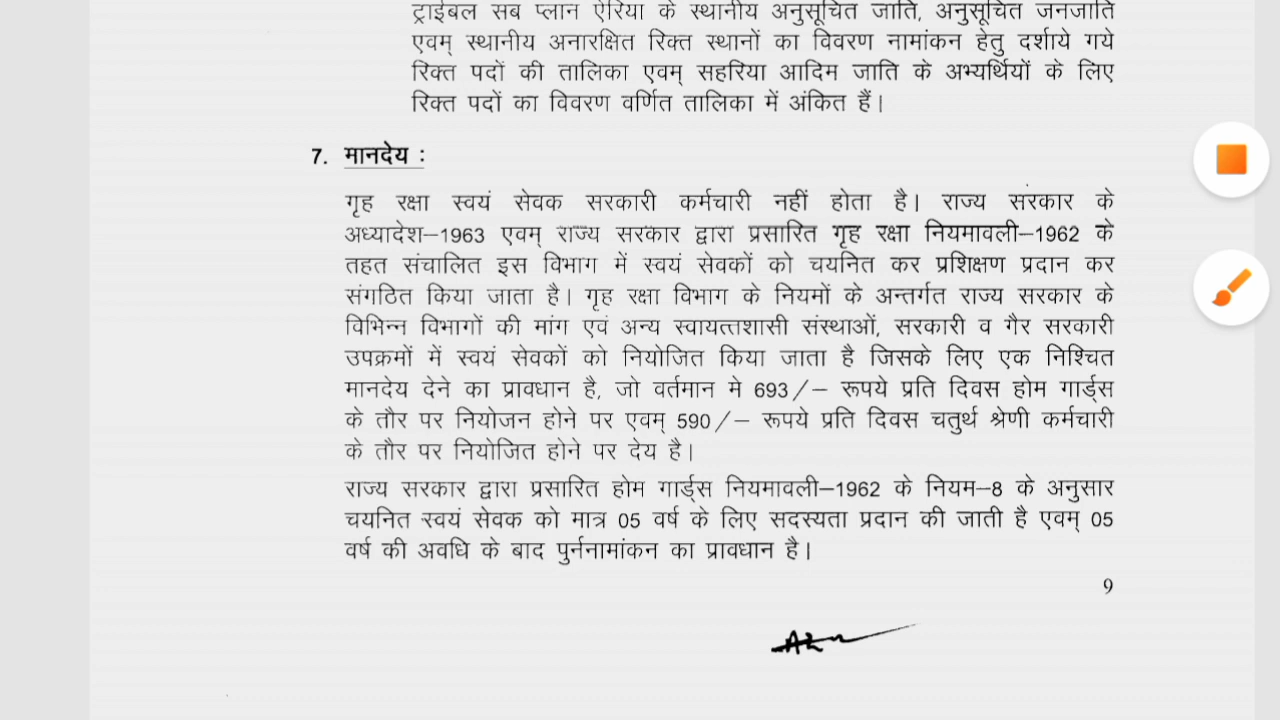 ट्राईबल सब प्लान ऐरिया के स्थानीय अनुसूचित जाति, अनुसूचित जनजाति
एवम् स्थानीय अनारक्षित रिक्त स्थानों का विवरण नामांकन हेतु दर्शाये गये
रिक्त पदों की तालिका एवम् सहरिया आदिम जाति के अभ्यर्थियों के लिए
रिक्त पदों का विवरण वर्णित तालिका में अंकित हैं।
7. मानदेय :
गृह रक्षा स्वयं सेवक सरकारी कर्मचारी नहीं होता है। राज्य सरकार के
अध्यादेश–1963 एवम् राज्य सरकार द्वारा प्रसारित गृह रक्षा नियमावली–1962 के
तहत संचालित इस विभाग में स्वयं सेवकों को चयनित कर प्रशिक्षण प्रदान कर
संगठित किया जाता है। गृह रक्षा विभाग के नियमों के अन्तर्गत राज्य सरकार के
विभिन्न विभागों की मांग एवं अन्य स्वायत्तशासी संस्थाओं, सरकारी व गैर सरकारी
उपक्रमों में स्वयं सेवकों को नियोजित किया जाता है जिसके लिए एक निश्चित
मानदेय देने का प्रावधान है, जो वर्तमान मे 693/– रूपये प्रति दिवस होम गार्ड्स
के तौर पर नियोजन होने पर एवम् 590/– रूपये प्रति दिवस चतुर्थ श्रेणी कर्मचारी
के तौर पर नियोजित होने पर देय है।
राज्य सरकार द्वारा प्रसारित होम गार्ड्स नियमावली–1962 के नियम–8 के अनुसार
चयनित स्वयं सेवक को मात्र 05 वर्ष के लिए सदस्यता प्रदान की जाती है एवम् 05
वर्ष की अवधि के बाद पुर्ननामांकन का प्रावधान है।
9